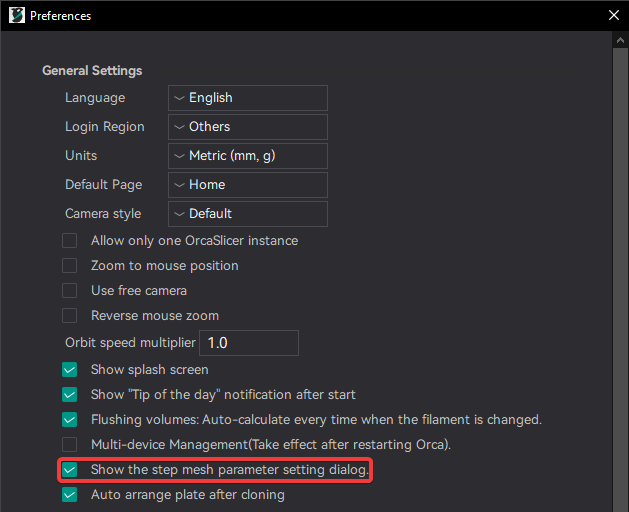 Preferences
General Settings
Language English
Login Region Others
Units Metric (mm, g)
Default Page Home
Camera style Default
Allow only one OrcaSlicer instance
Zoom to mouse position
Use free camera
Reverse mouse zoom
Orbit speed multiplier 1.0
Show splash screen
Show "Tip of the day" notification after start
Flushing volumes: Auto-calculate every time when the filament is changed.
Multi-device Management(Take effect after restarting Orca).
Show the step mesh parameter setting dialog.
Auto arrange plate after cloning